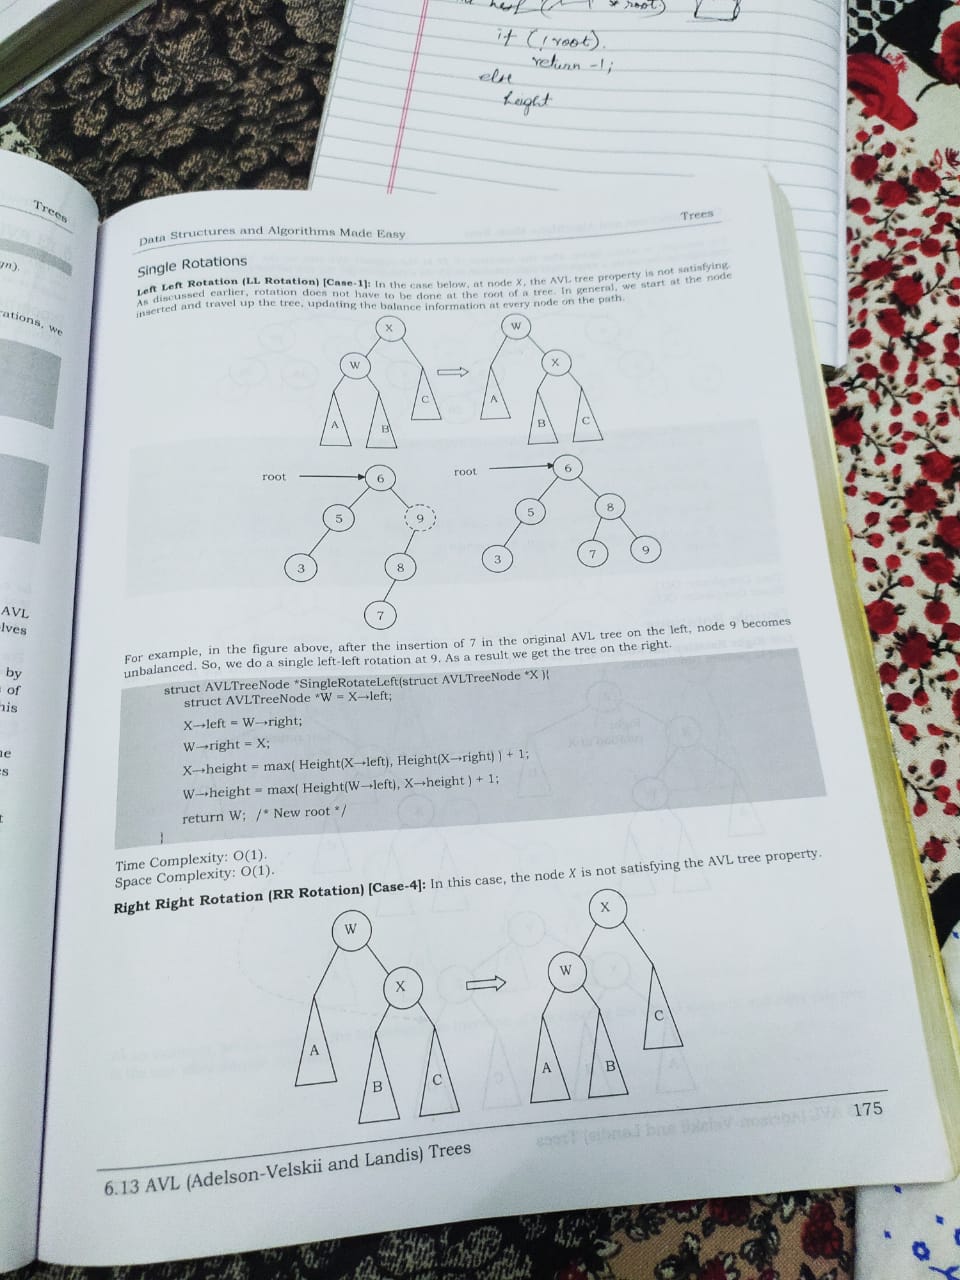 it (!root).
return -1;
else
height
Trees
Data Structures and Algorithms Made Easy
Trees
Single Rotations
Left Left Rotation (LL Rotation) [Case-1]: In the case below, at node X, the AVL tree property is not satisfying.
As discussed earlier, rotation does not have to be done at the root of a tree. In general, we start at the node
inserted and travel up the tree, updating the balance information at every node on the path.
X
W
W
X
C
A
A
B
B
C
root
6
root
6
5
9
5
8
3
8
3
7
9
7
For example, in the figure above, after the insertion of 7 in the original AVL tree on the left, node 9 becomes
unbalanced. So, we do a single left-left rotation at 9. As a result we get the tree on the right.
struct AVLTreeNode *SingleRotateLeft(struct AVLTreeNode *X ){
struct AVLTreeNode *W = X→left;
X→left = W→right;
W→right = X;
X→height = max( Height(X→left), Height(X→right) ) + 1;
W→height = max( Height(W→left), X→height ) + 1;
return W; /* New root */
}
Time Complexity: O(1).
Space Complexity: O(1).
Right Right Rotation (RR Rotation) [Case-4]: In this case, the node X is not satisfying the AVL tree property.
W
X
X
W
A
B
C
A
B
C
6.13 AVL (Adelson-Velskii and Landis) Trees
175
ations, we
AVL
by
of